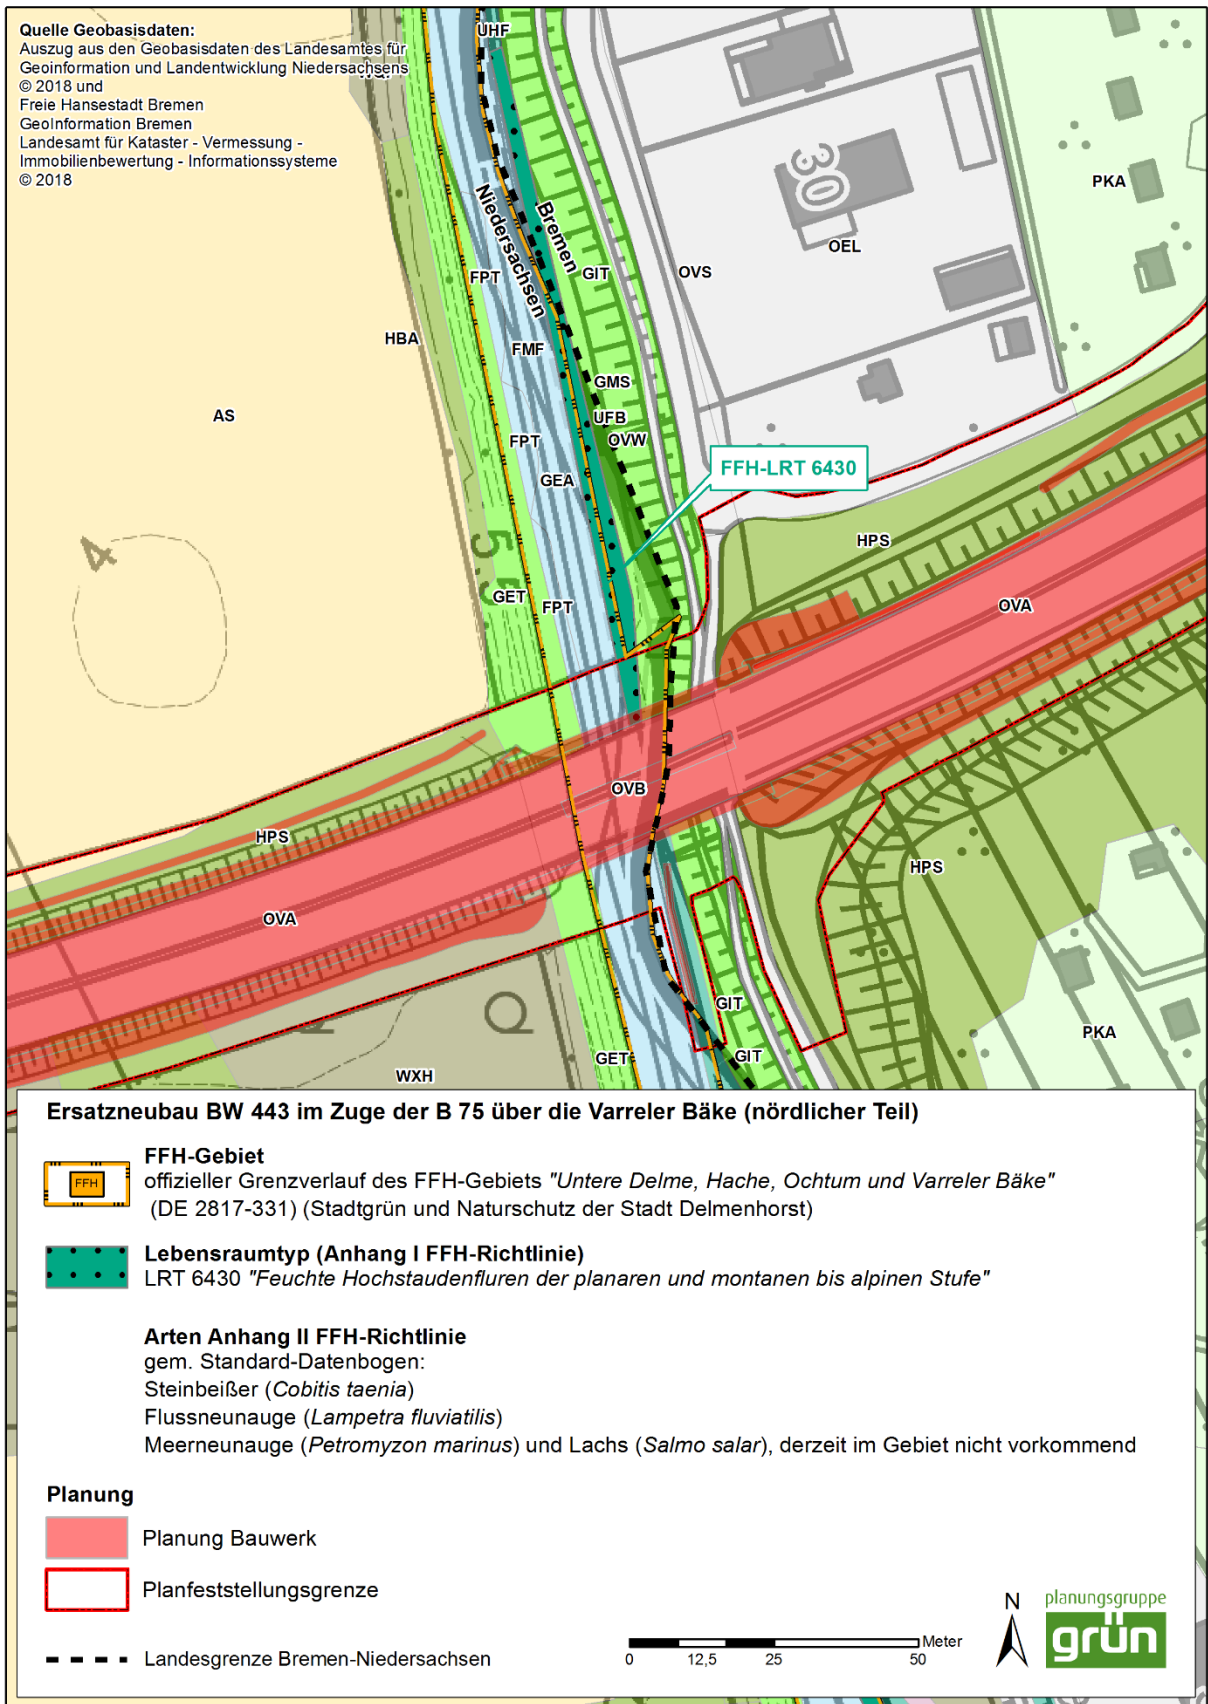 Quelle Geobasisdaten:
Auszug aus den Geobasisdaten des Landesamtes für
Geoinformation und Landentwicklung Niedersachsens
© 2018 und
Freie Hansestadt Bremen
GeoInformation Bremen
Landesamt für Kataster - Vermessung -
Immobilienbewertung - Informationssysteme
© 2018
UHF
Niedersachsen
Bremen
30
PKA
OEL
OVS
GIT
FPT
HBA
FMF
GMS
AS
UFB
OVW
FPT
GEA
FFH-LRT 6430
4
5.5
HPS
GET
FPT
OVA
OVB
HPS
HPS
OVA
GIT
PKA
GET
GIT
WXH
Ersatzneubau BW 443 im Zuge der B 75 über die Varreler Bäke (nördlicher Teil)
FFH-Gebiet
FFH
offizieller Grenzverlauf des FFH-Gebiets "Untere Delme, Hache, Ochtum und Varreler Bäke"
(DE 2817-331) (Stadtgrün und Naturschutz der Stadt Delmenhorst)
Lebensraumtyp (Anhang I FFH-Richtlinie)
LRT 6430 "Feuchte Hochstaudenfluren der planaren und montanen bis alpinen Stufe"
Arten Anhang II FFH-Richtlinie
gem. Standard-Datenbogen:
Steinbeißer (Cobitis taenia)
Flussneunauge (Lampetra fluviatilis)
Meerneunauge (Petromyzon marinus) und Lachs (Salmo salar), derzeit im Gebiet nicht vorkommend
Planung
Planung Bauwerk
Planfeststellungsgrenze
Landesgrenze Bremen-Niedersachsen
Meter
0 12,5 25 50
N
planungsgruppe
grün